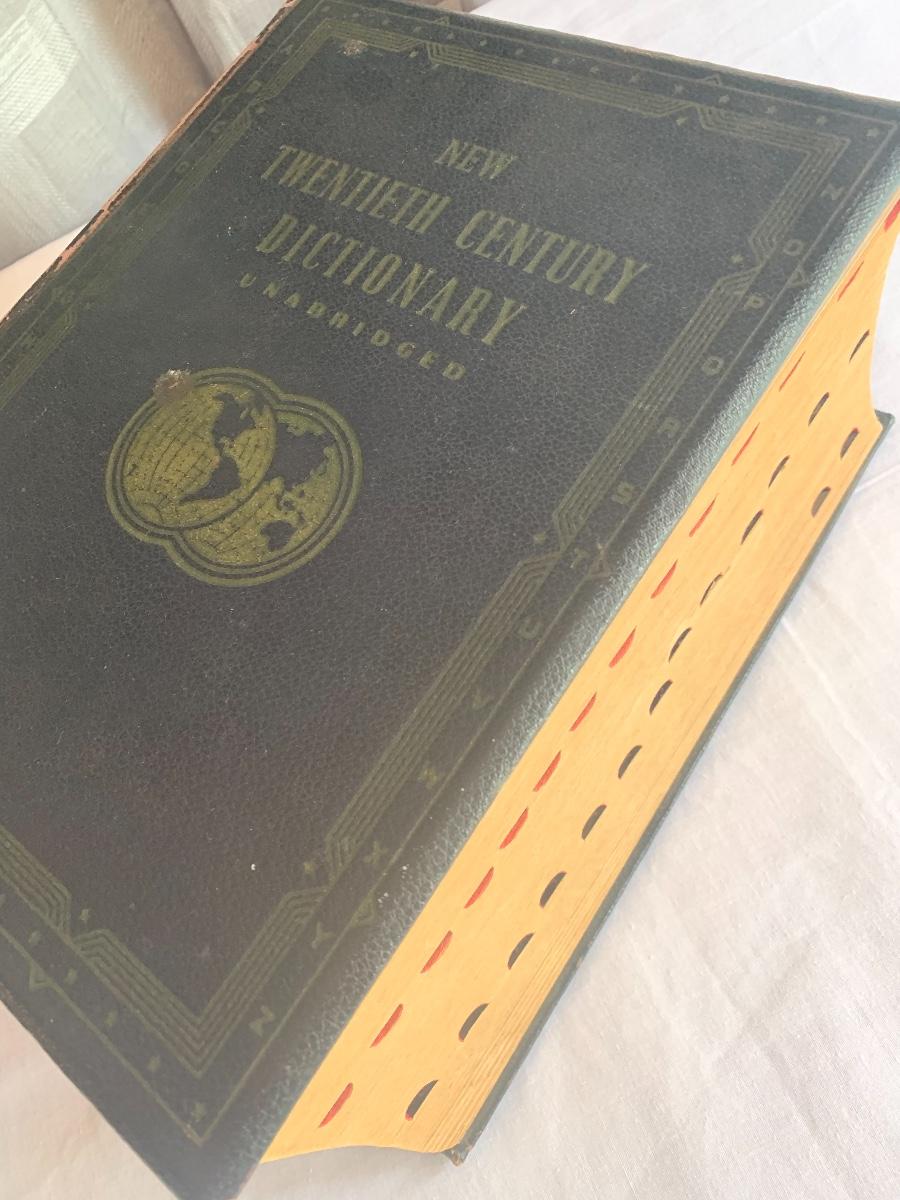 NEW
TWENTIETH CENTURY
DICTIONARY
UNABRIDGED
N
O
P
Q
R
S
T
U
V
W
X
Y
Z